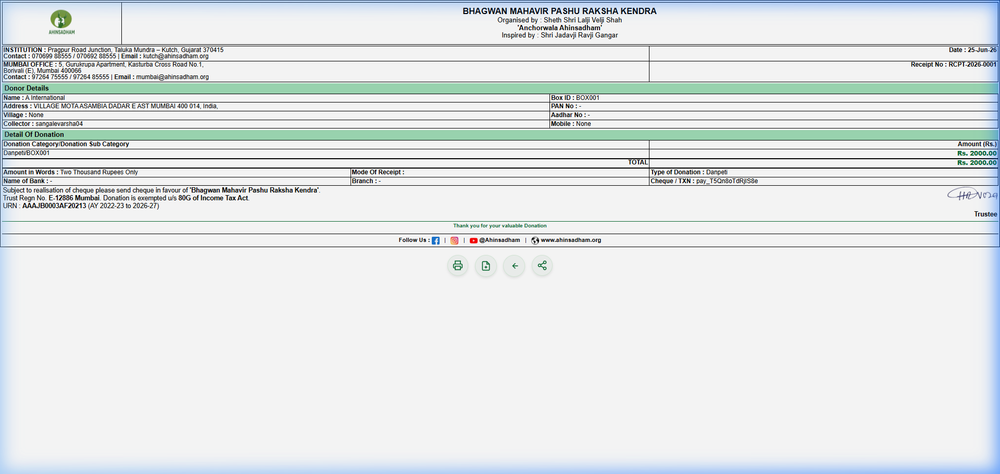 AHINSADHAM
BHAGWAN MAHAVIR PASHU RAKSHA KENDRA
Organised by : Sheth Shri Lalji Velji Shah
'Anchorwala Ahinsadham'
Inspired by : Shri Jadavji Ravji Gangar
INSTITUTION : Pragpur Road Junction, Taluka Mundra – Kutch, Gujarat 370415
Contact : 070699 88555 / 070692 88555 | Email : kutch@ahinsadham.org
Date : 25-Jun-26
MUMBAI OFFICE : 5, Gurukrupa Apartment, Kasturba Cross Road No.1,
Borivali (E), Mumbai 400066
Contact : 97264 75555 / 97264 85555 | Email : mumbai@ahinsadham.org
Receipt No : RCPT-2026-0001
Donor Details
Name : A International
Box ID : BOX001
Address : VILLAGE MOTA ASAMBIA DADAR E AST MUMBAI 400 014, India,
PAN No : -
Village : None
Aadhar No : -
Collector : sangalevarsha04
Mobile : None
Detail Of Donation
Donation Category/Donation Sub Category
Amount (Rs.)
Danpeti/BOX001
Rs. 2000.00
TOTAL
Rs. 2000.00
Amount in Words : Two Thousand Rupees Only
Mode Of Receipt :
Type of Donation : Danpeti
Name of Bank : -
Branch : -
Cheque / TXN : pay_T5Qn8oTdRjIS8e
Subject to realisation of cheque please send cheque in favour of 'Bhagwan Mahavir Pashu Raksha Kendra'.
Trust Regn No. E-12886 Mumbai. Donation is exempted u/s 80G of Income Tax Act.
URN : AAAJB0003AF20213 (AY 2022-23 to 2026-27)
Trustee
Thank you for your valuable Donation
Follow Us : | | @Ahinsadham | www.ahinsadham.org